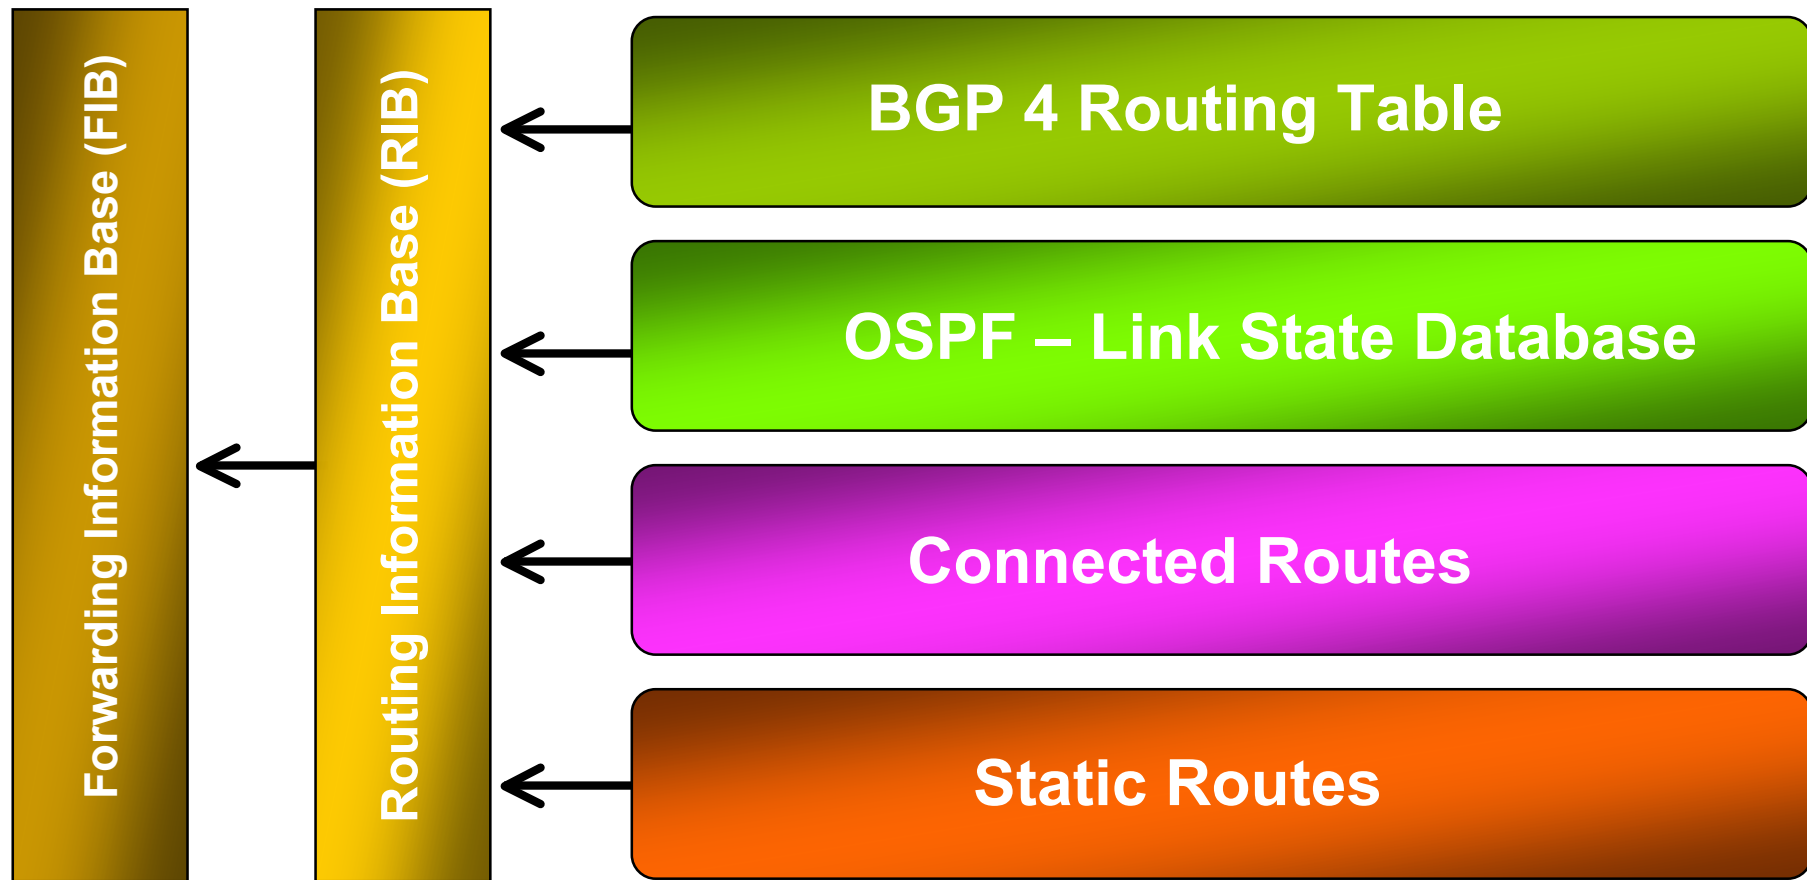 Forwarding Information Base (FIB)
Routing Information Base (RIB)
BGP 4 Routing Table
OSPF – Link State Database
Connected Routes
Static Routes